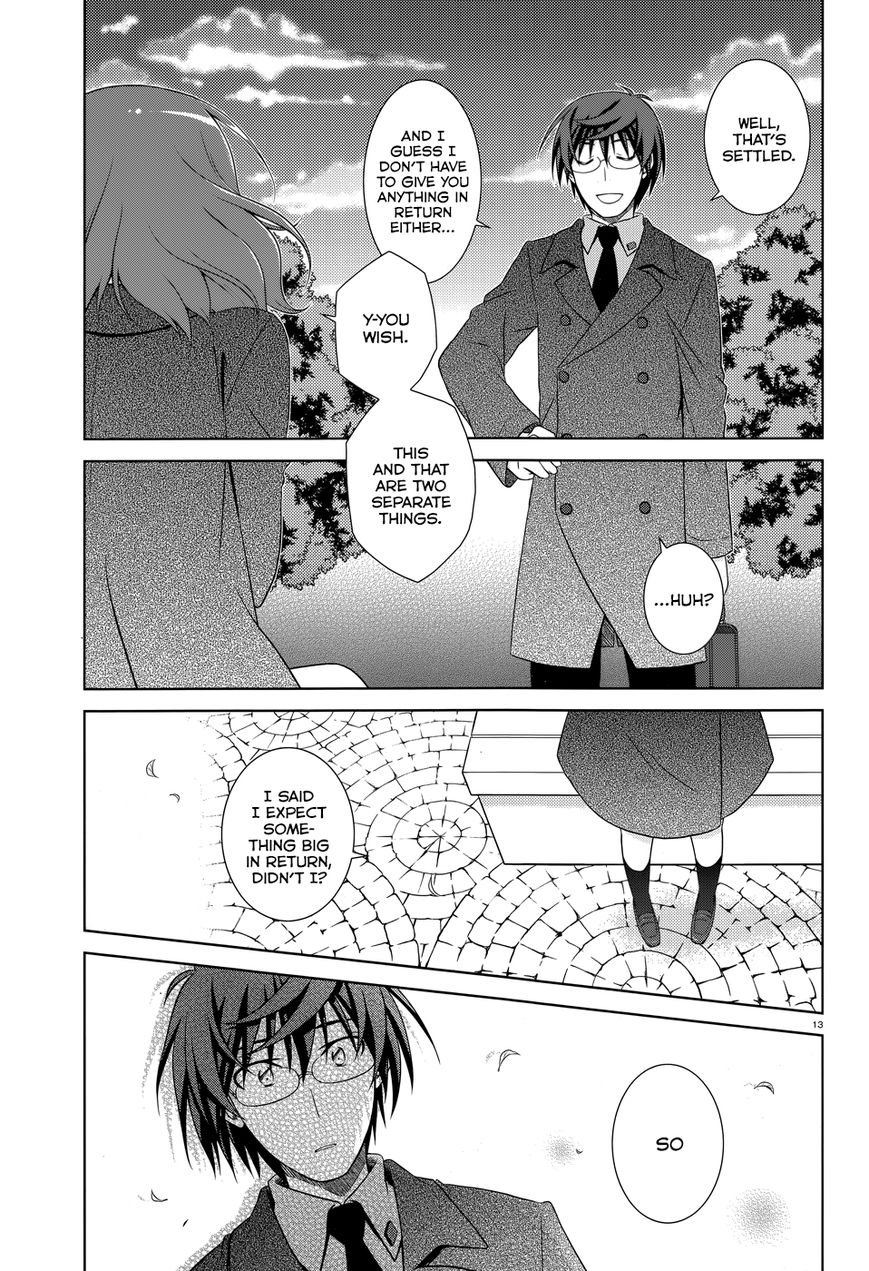 WELL,
THAT'S
SETTLED.
AND I
GUESS I
DON'T HAVE
TO GIVE YOU
ANYTHING IN
RETURN
EITHER...
Y-YOU
WISH.
THIS
AND THAT
ARE TWO
SEPARATE
THINGS.
...HUH?
I SAID
I EXPECT
SOME-
THING BIG
IN RETURN,
DIDN'T I?
13
SO